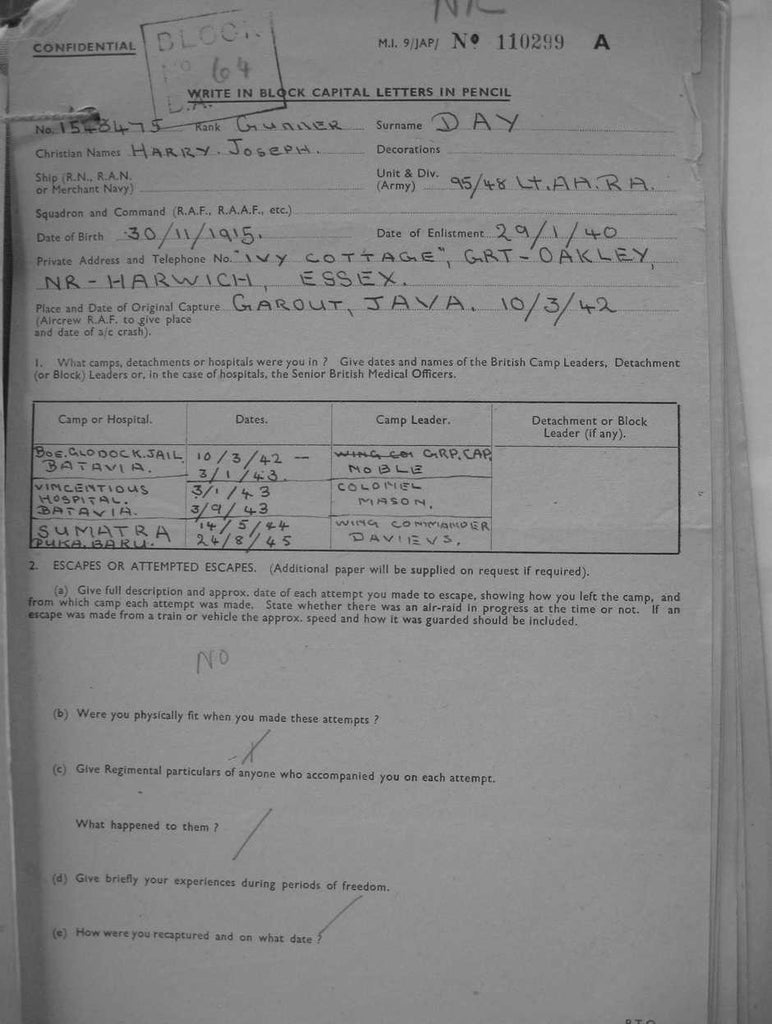 NIL
CONFIDENTIAL
BLOCK
No 64
M.I. 9/JAP/ No 110299 A
WRITE IN BLOCK CAPITAL LETTERS IN PENCIL
No. 1543475 Rank GUNNER Surname DAY
Christian Names HARRY. JOSEPH. Decorations
Ship (R.N., R.A.N. or Merchant Navy) Unit & Div. (Army) 95/48 LT.AA.RA.
Squadron and Command (R.A.F., R.A.A.F., etc.)
Date of Birth 30/11/1915. Date of Enlistment 29/1/40
Private Address and Telephone No. "IVY COTTAGE", GRT-OAKLEY,
NR-HARWICH, ESSEX.
Place and Date of Original Capture GAROUT, JAVA. 10/3/42
(Aircrew R.A.F. to give place
and date of a/c crash).
1. What camps, detachments or hospitals were you in ? Give dates and names of the British Camp Leaders, Detachment
(or Block) Leaders or, in the case of hospitals, the Senior British Medical Officers.
Camp or Hospital. Dates. Camp Leader. Detachment or Block
Leader (if any).
BOE.GLODOCK.JAIL 10/3/42 -- WING COM GRP.CAP.
BATAVIA. 3/1/43. NOBLE
VINCENTIOUS 3/1/43 COLONEL
HOSPITAL. MASON.
BATAVIA. 3/9/43
SUMATRA 14/5/44 WING COMMANDER
PUKA.BARU. 24/8/45 DAVIEVS.
2. ESCAPES OR ATTEMPTED ESCAPES. (Additional paper will be supplied on request if required).
(a) Give full description and approx. date of each attempt you made to escape, showing how you left the camp, and
from which camp each attempt was made. State whether there was an air-raid in progress at the time or not. If an
escape was made from a train or vehicle the approx. speed and how it was guarded should be included.
NO
(b) Were you physically fit when you made these attempts ?
(c) Give Regimental particulars of anyone who accompanied you on each attempt.
What happened to them ?
(d) Give briefly your experiences during periods of freedom.
(e) How were you recaptured and on what date ?
P.T.O.